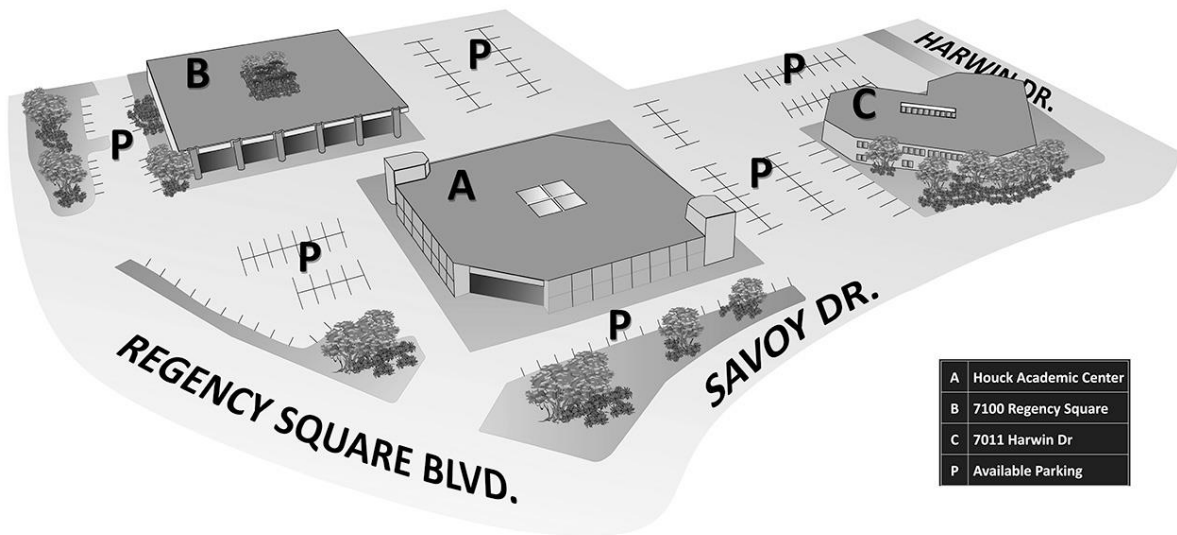 B
P
P
HARWIN DR.
C
P
A
P
P
P
REGENCY SQUARE BLVD.
SAVOY DR.
A Houck Academic Center
B 7100 Regency Square
C 7011 Harwin Dr
P Available Parking